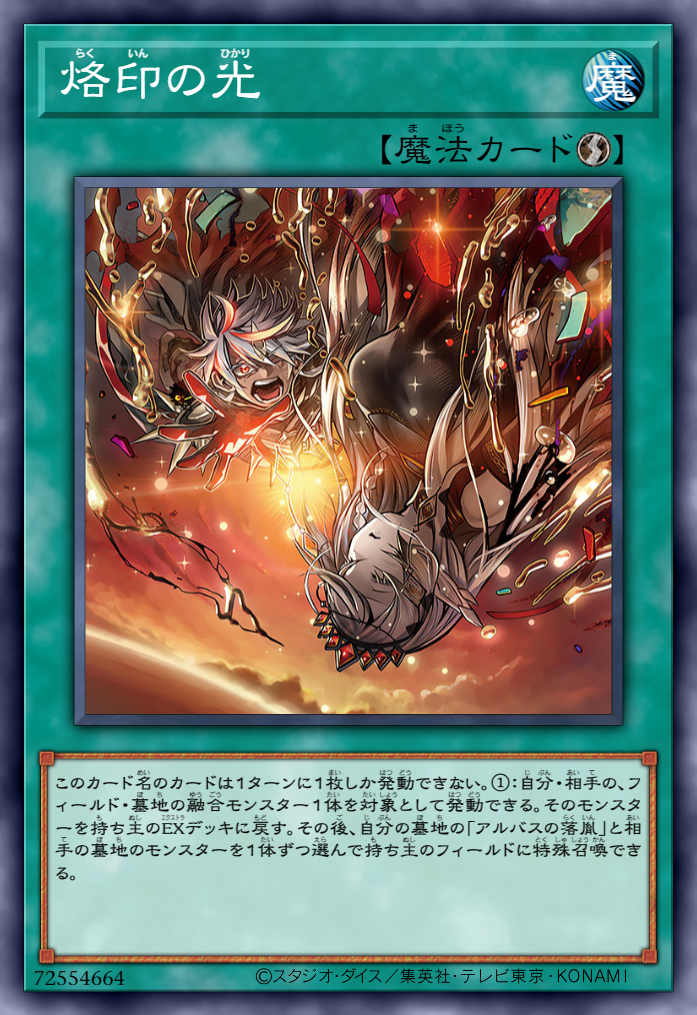 烙印の光
魔
【魔法カード】
このカード名のカードは1ターンに1枚しか発動できない。①:自分・相手の、フ
ィールド・墓地の融合モンスター1体を対象として発動できる。そのモンスタ
ーを持ち主のEXデッキに戻す。その後、自分の墓地の「アルバスの落胤」と相
手の墓地のモンスターを1体ずつ選んで持ち主のフィールドに特殊召喚でき
る。
72554664
©スタジオ・ダイス/集英社・テレビ東京・KONAMI